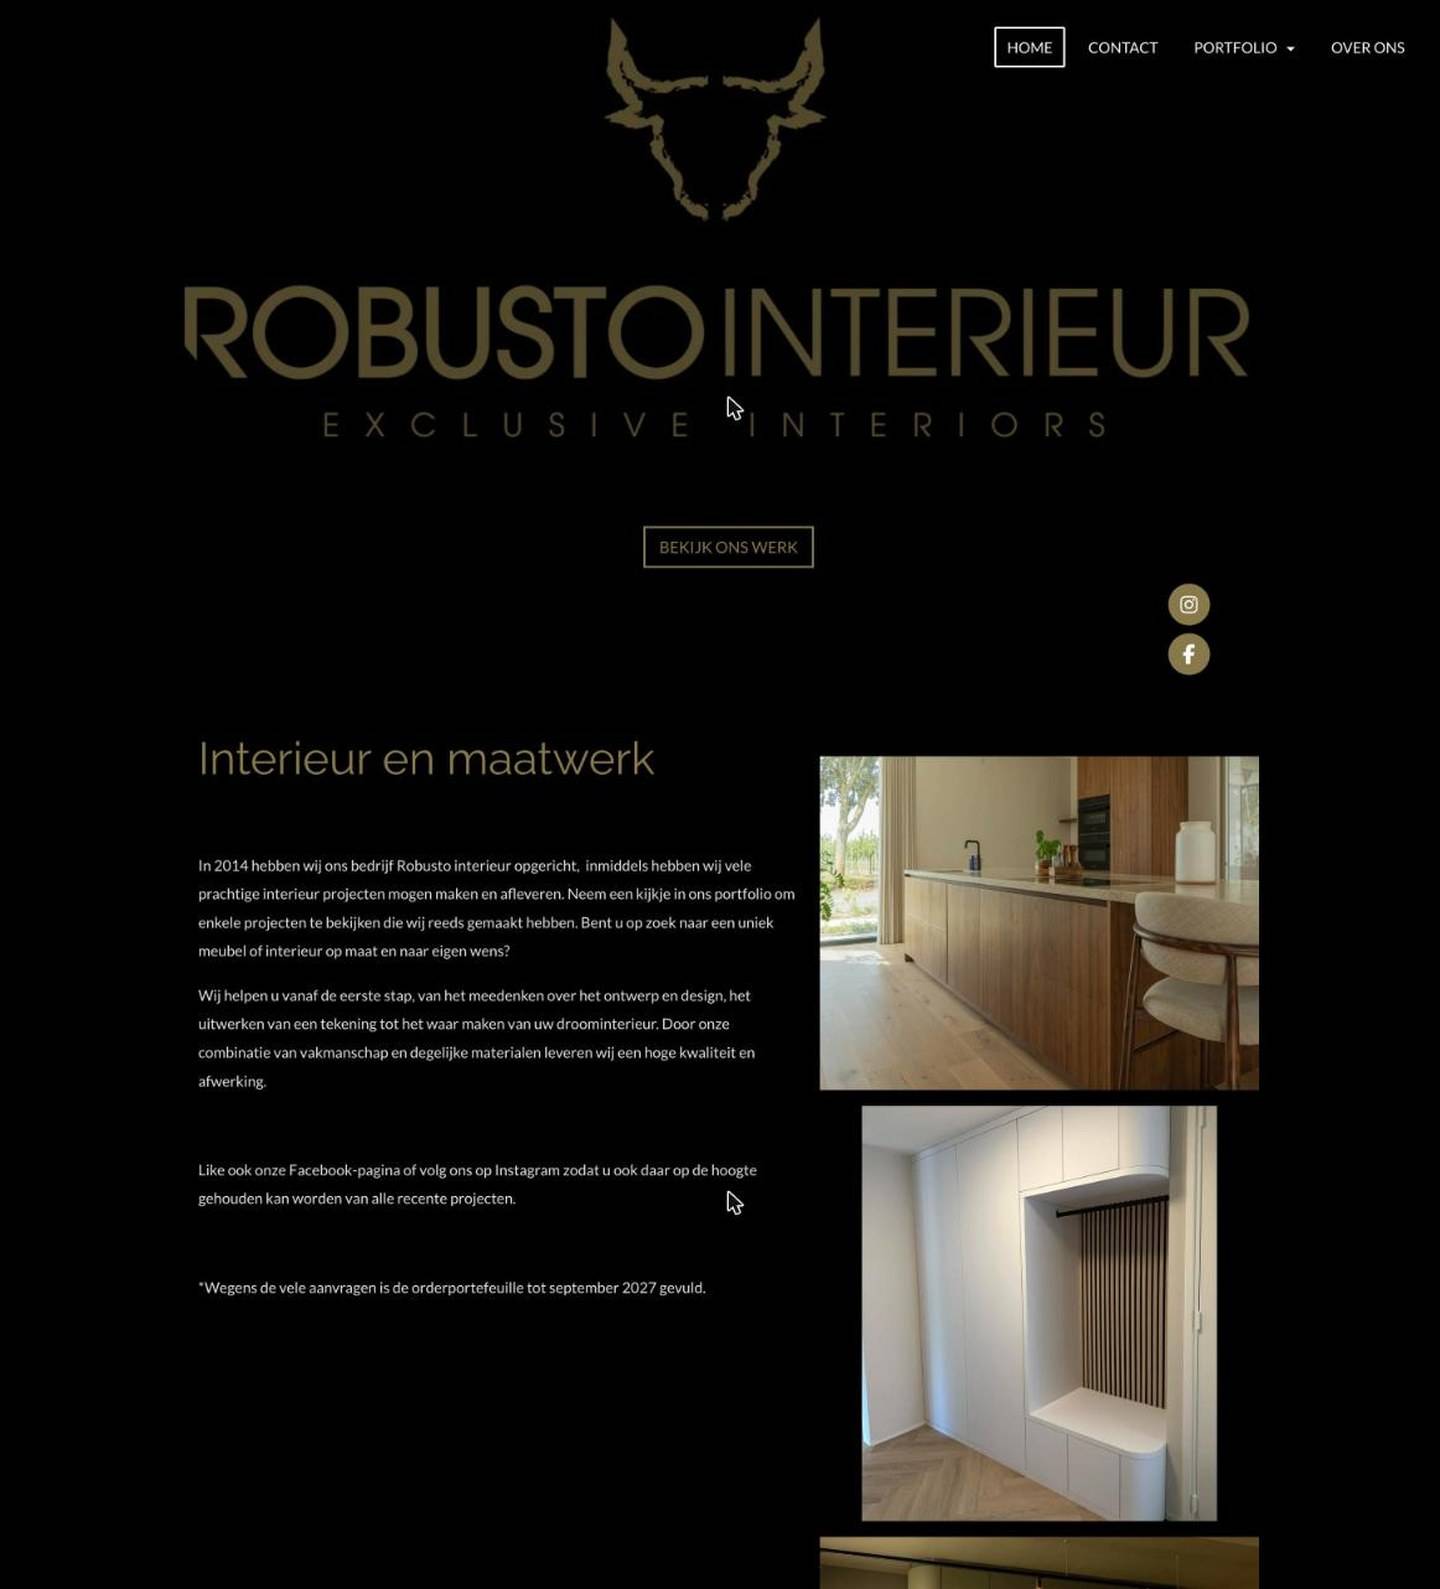 HOME CONTACT PORTFOLIO OVER ONS
ROBUSTO INTERIEUR
EXCLUSIVE INTERIORS
BEKIJK ONS WERK
Interieur en maatwerk
In 2014 hebben wij ons bedrijf Robusto interieur opgericht, inmiddels hebben wij vele
prachtige interieur projecten mogen maken en afleveren. Neem een kijkje in ons portfolio om
enkele projecten te bekijken die wij reeds gemaakt hebben. Bent u op zoek naar een uniek
meubel of interieur op maat en naar eigen wens?
Wij helpen u vanaf de eerste stap, van het meedenken over het ontwerp en design, het
uitwerken van een tekening tot het waar maken van uw droominterieur. Door onze
combinatie van vakmanschap en degelijke materialen leveren wij een hoge kwaliteit en
afwerking.
Like ook onze Facebook-pagina of volg ons op Instagram zodat u ook daar op de hoogte
gehouden kan worden van alle recente projecten.
*Wegens de vele aanvragen is de orderportefeuille tot september 2027 gevuld.